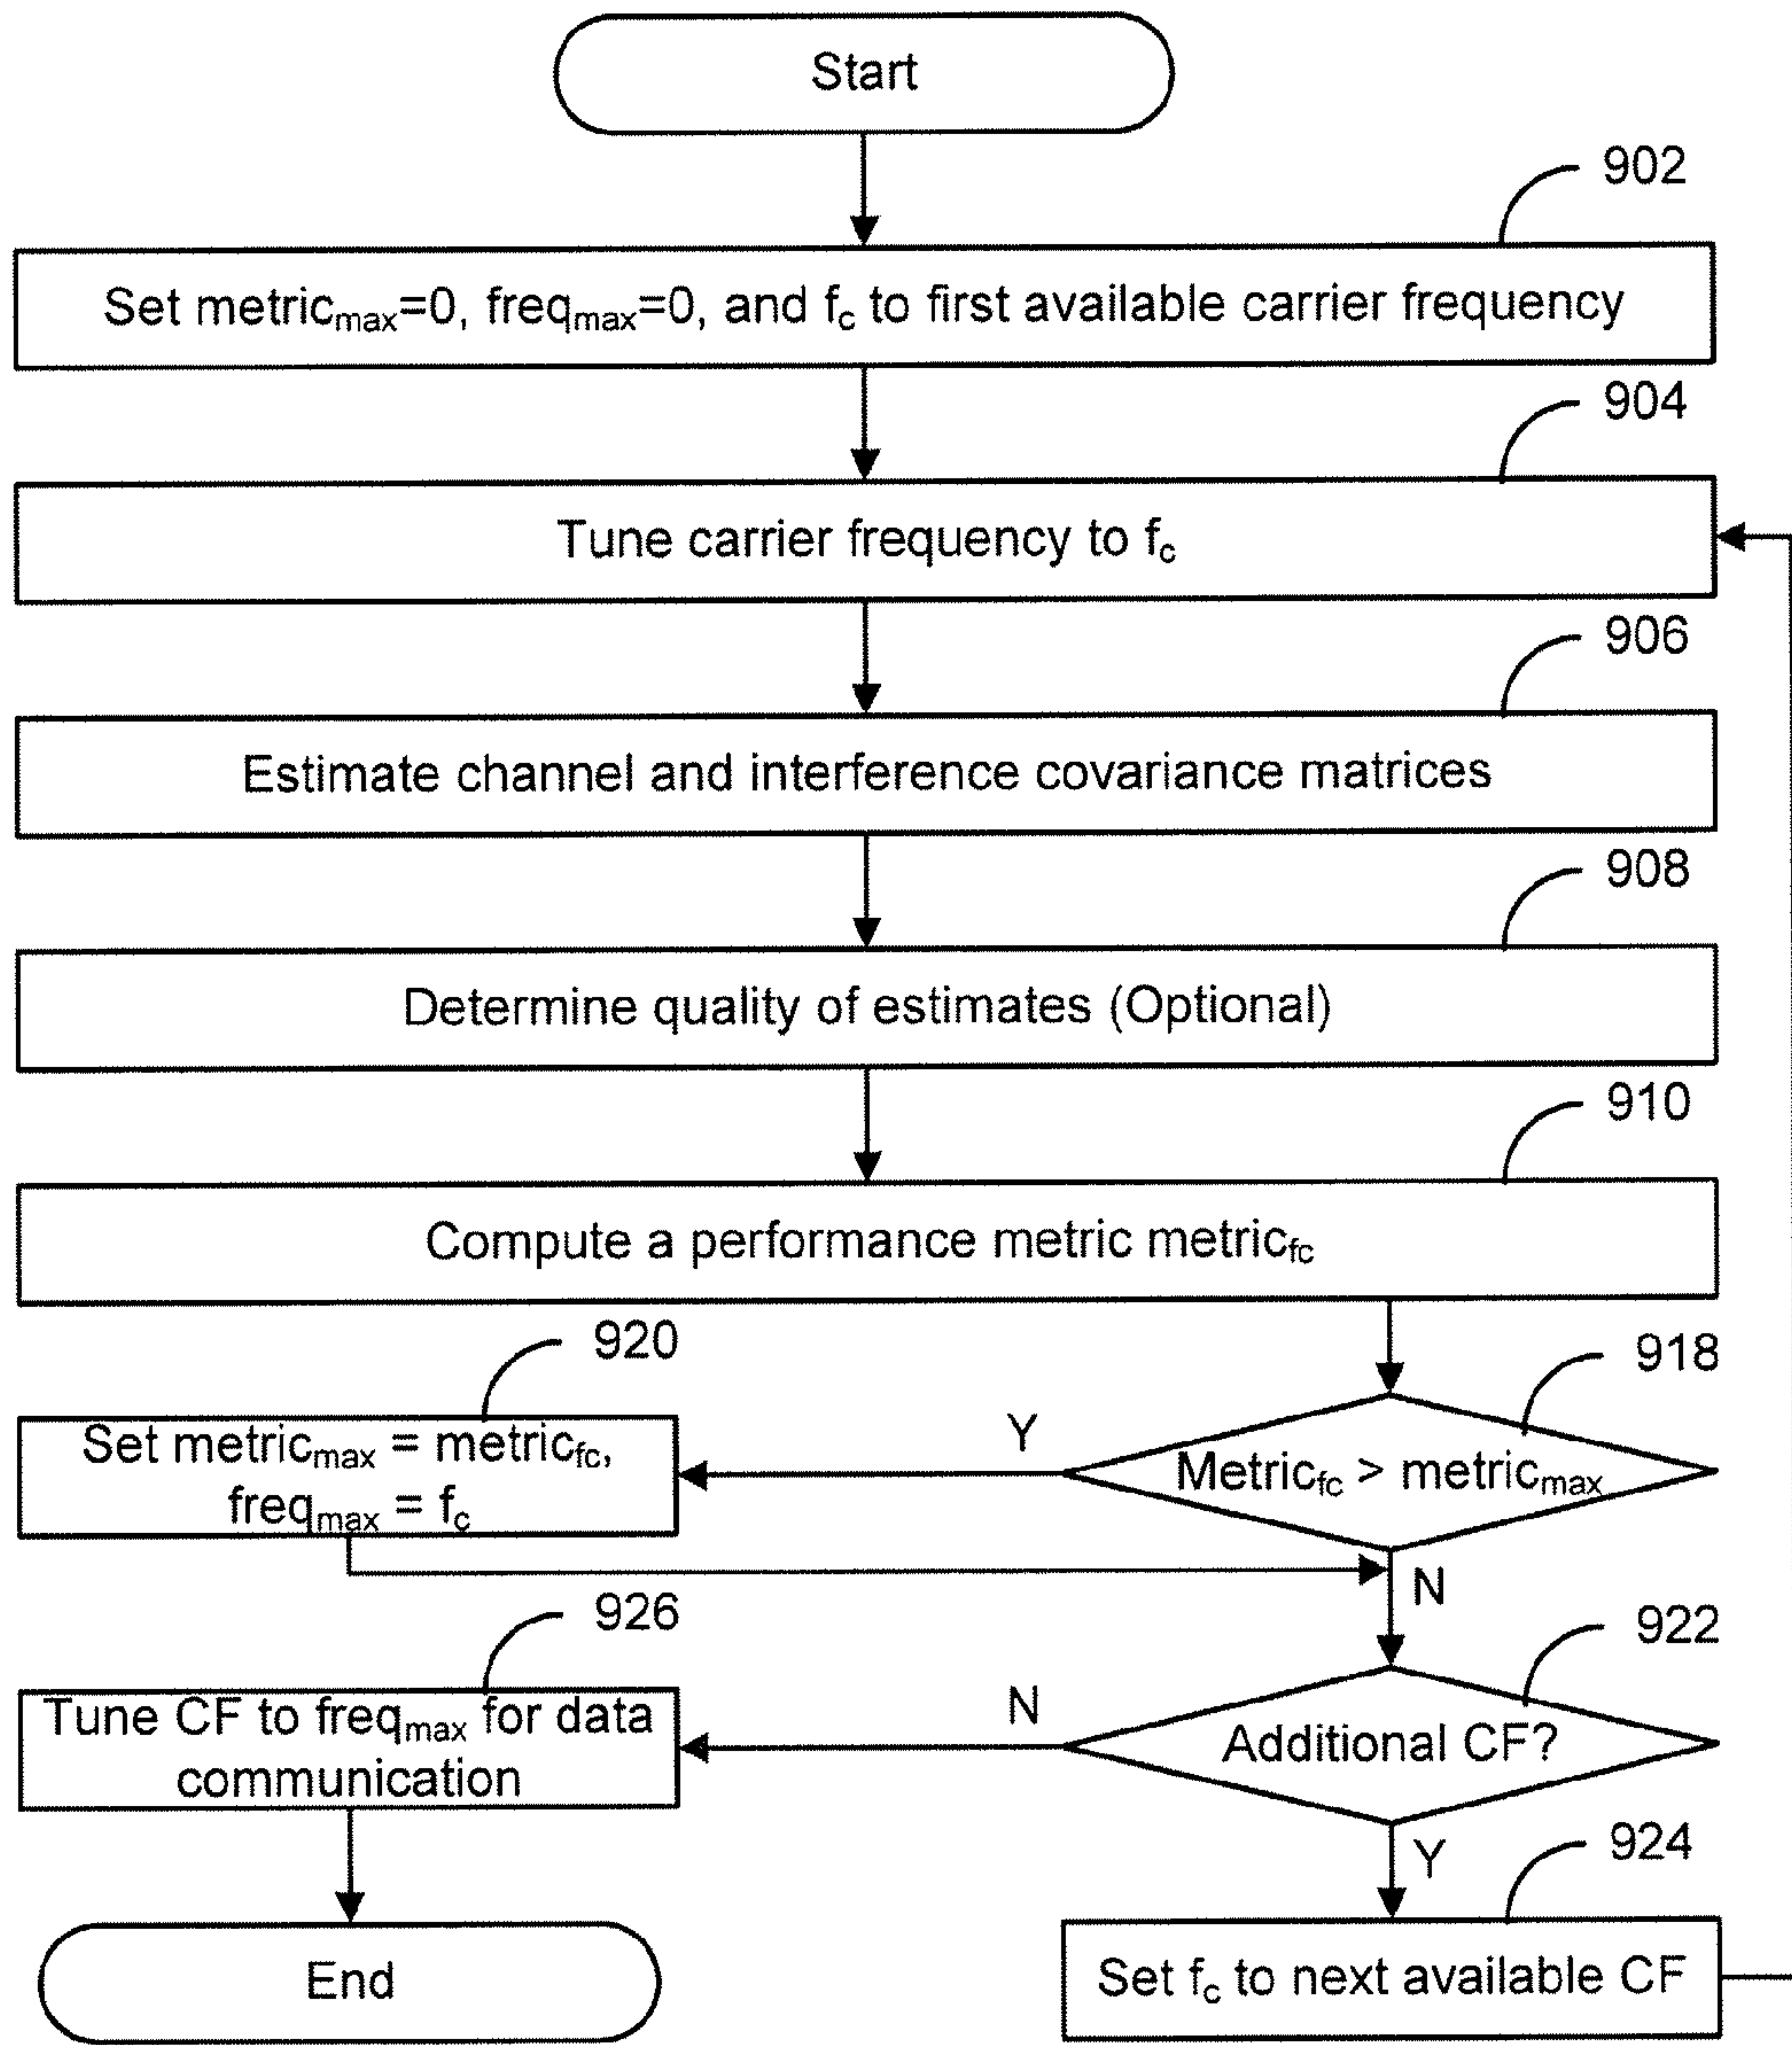 Start
902
Set metricmax=0, freqmax=0, and fc to first available carrier frequency
904
Tune carrier frequency to fc
906
Estimate channel and interference covariance matrices
908
Determine quality of estimates (Optional)
910
Compute a performance metric metricfc
920
918
Set metricmax = metricfc,
freqmax = fc
Y
Metricfc > metricmax
N
926
922
Tune CF to freqmax for data
communication
N
Additional CF?
Y
924
End
Set fc to next available CF